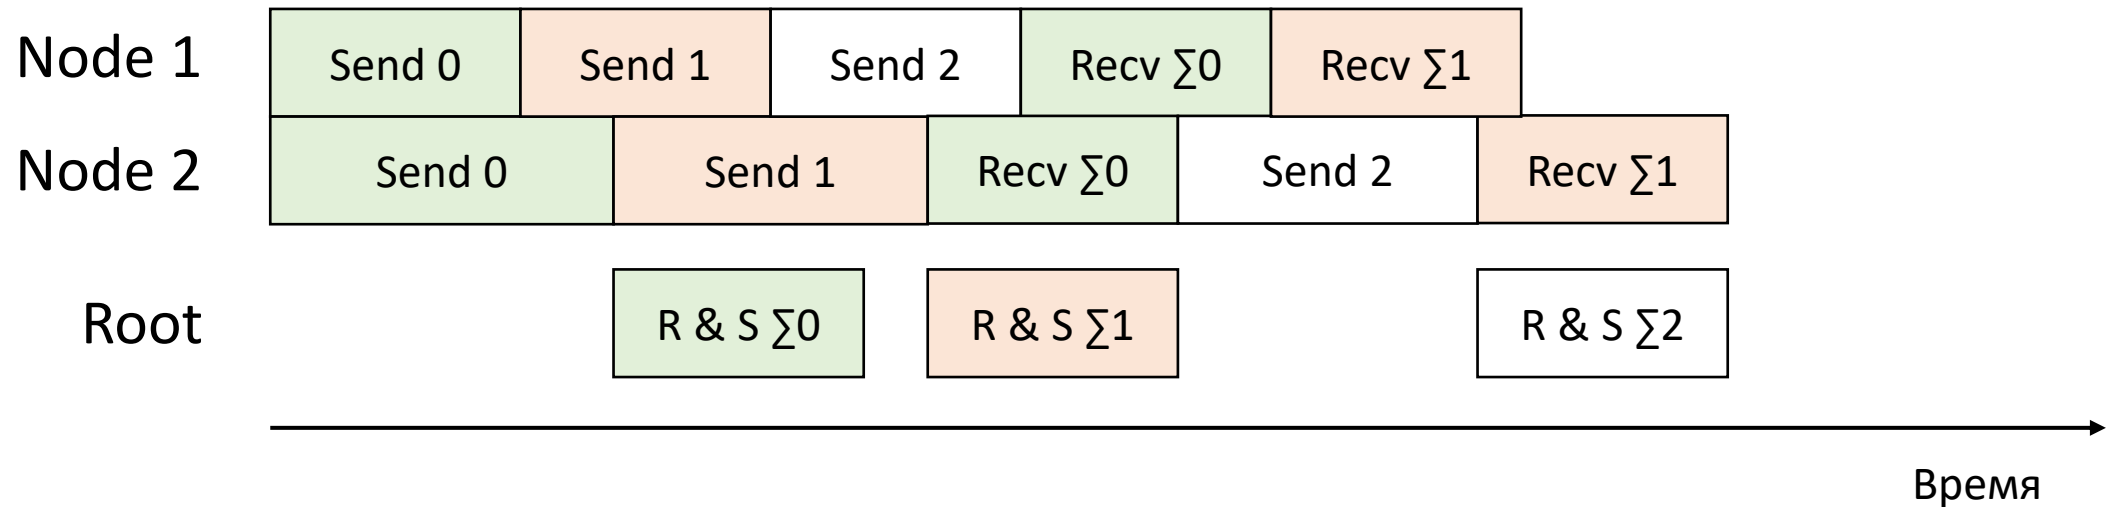 Node 1 Send 0 Send 1 Send 2 Recv ∑0 Recv ∑1
Node 2 Send 0 Send 1 Recv ∑0 Send 2 Recv ∑1
Root R & S ∑0 R & S ∑1 R & S ∑2
Время